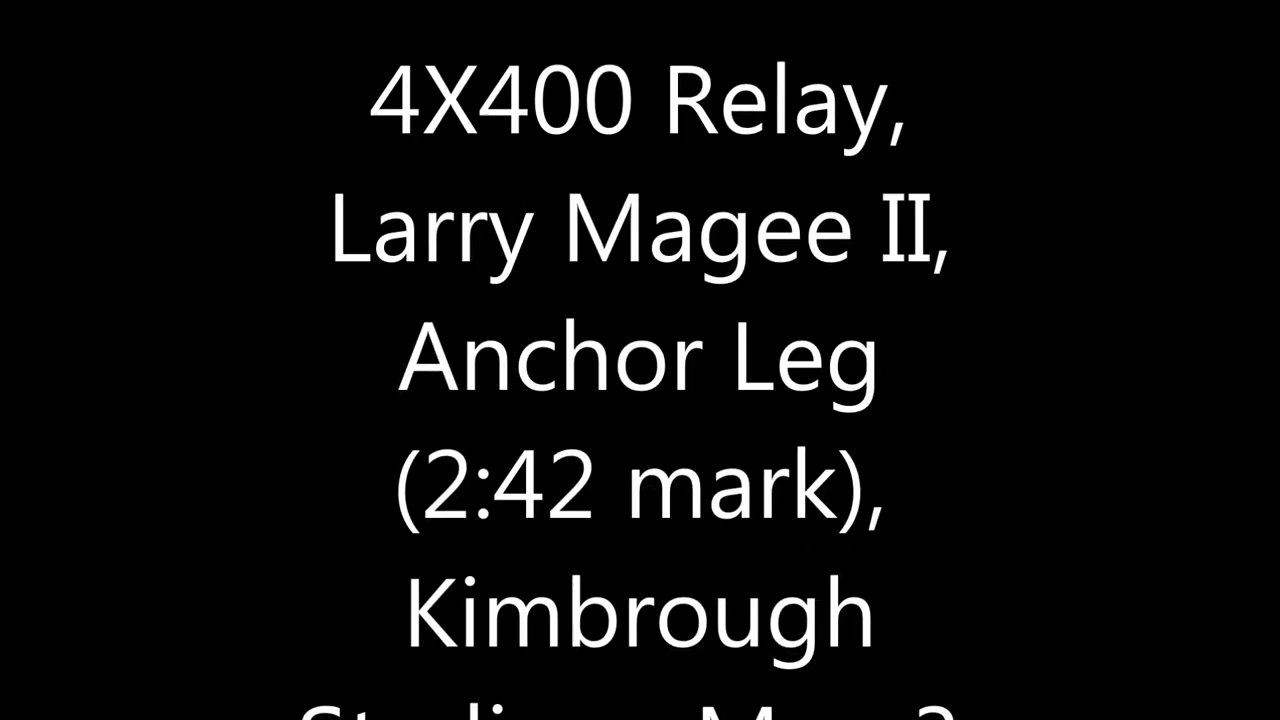 4X400 Relay,
Larry Magee II,
Anchor Leg
(2:42 mark),
Kimbrough